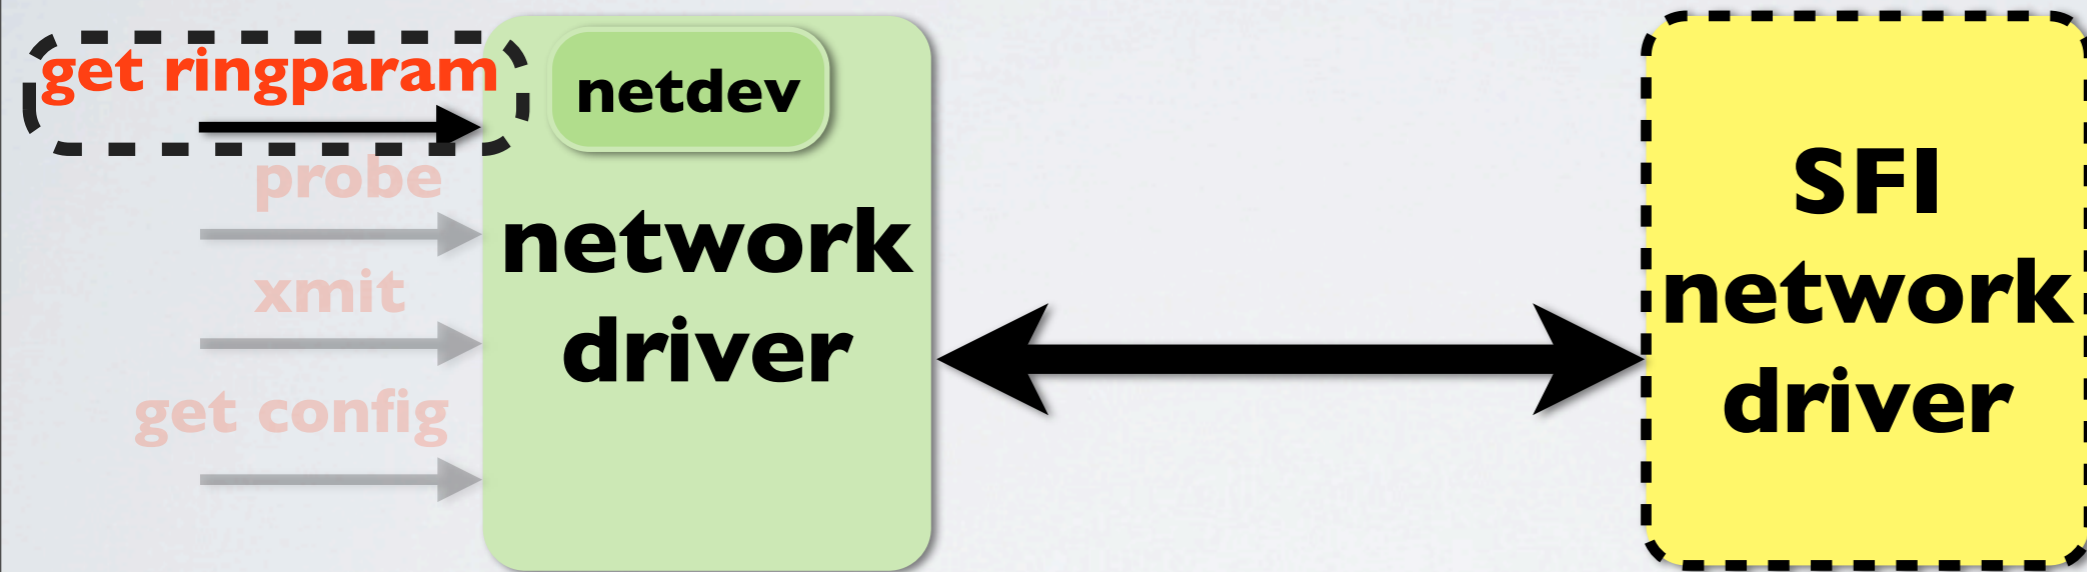 get ringparam
probe
xmit
get config
netdev
network
driver
SFI
network
driver